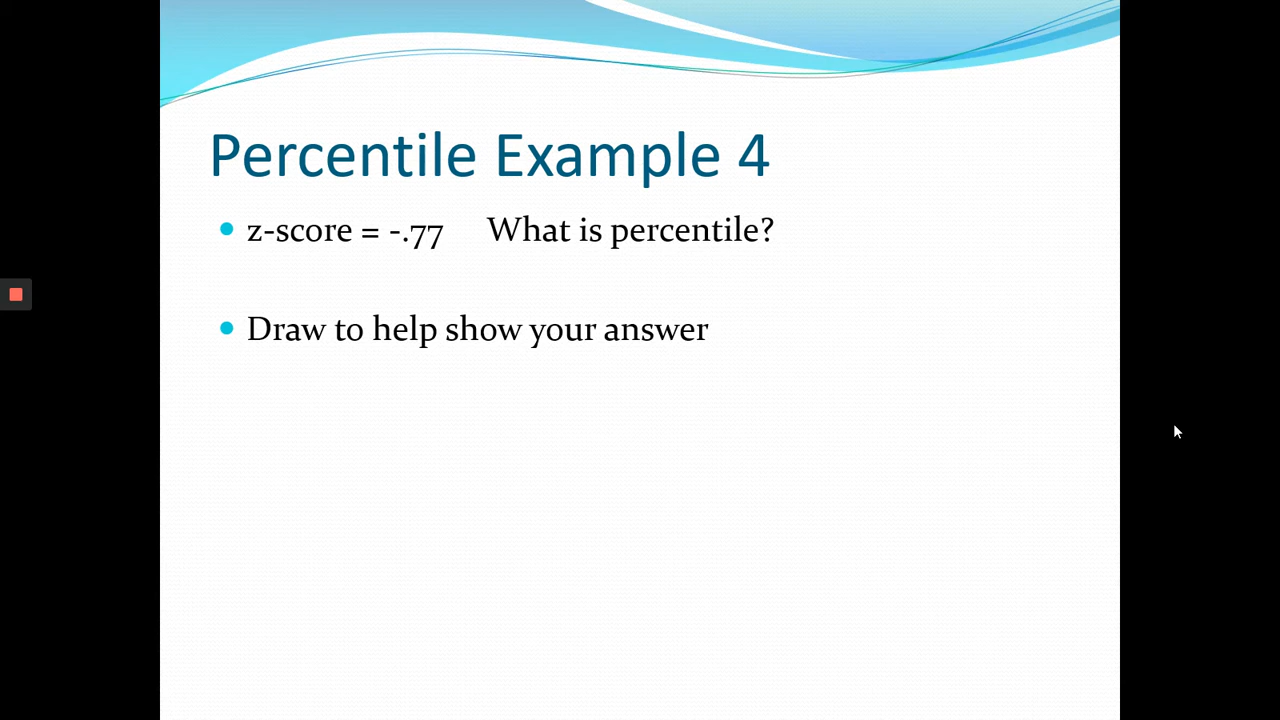 Percentile Example 4
z-score = -.77 What is percentile?
Draw to help show your answer